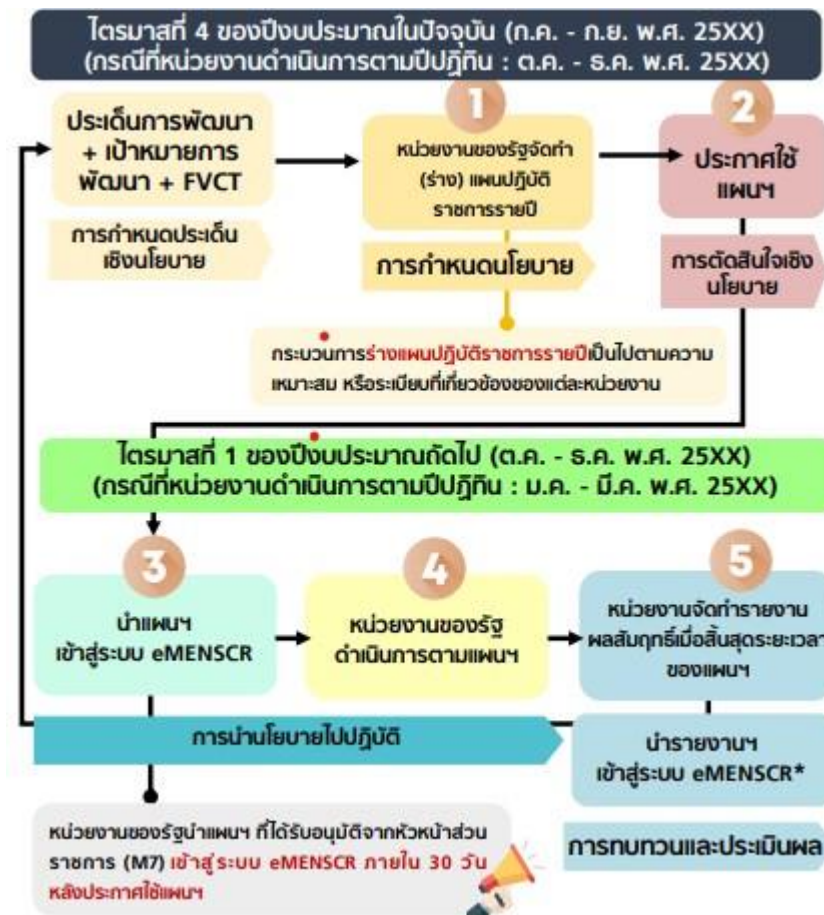 ไตรมาสที่ 4 ของปีงบประมาณในปัจจุบัน (ก.ค. - ก.ย. พ.ศ. 25XX)
(กรณีที่หน่วยงานดำเนินการตามปีปฏิทิน : ต.ค. - ธ.ค. พ.ศ. 25XX)
ประเด็นการพัฒนา
+ เป้าหมายการ
พัฒนา + FVCT
การกำหนดประเด็น
เชิงนโยบาย
1
หน่วยงานของรัฐจัดทำ
(ร่าง) แผนปฏิบัติ
ราชการรายปี
การกำหนดนโยบาย
2
ประกาศใช้
แผนฯ
การตัดสินใจเชิง
นโยบาย
กระบวนการร่างแผนปฏิบัติราชการรายปีเป็นไปตามความ
เหมาะสม หรือระเบียบที่เกี่ยวข้องของแต่ละหน่วยงาน
ไตรมาสที่ 1 ของปีงบประมาณถัดไป (ต.ค. - ธ.ค. พ.ศ. 25XX)
(กรณีที่หน่วยงานดำเนินการตามปีปฏิทิน : ม.ค. - มี.ค. พ.ศ. 25XX)
3
นำแผนฯ
เข้าสู่ระบบ eMENSCR
4
หน่วยงานของรัฐ
ดำเนินการตามแผนฯ
5
หน่วยงานจัดทำรายงาน
ผลสัมฤทธิ์เมื่อสิ้นสุดระยะเวลา
ของแผนฯ
การนำนโยบายไปปฏิบัติ
นำรายงานฯ
เข้าสู่ระบบ eMENSCR*
การทบทวนและประเมินผล
หน่วยงานของรัฐนำแผนฯ ที่ได้รับอนุมัติจากหัวหน้าส่วน
ราชการ (M7) เข้าสู่ระบบ eMENSCR ภายใน 30 วัน
หลังประกาศใช้แผนฯ